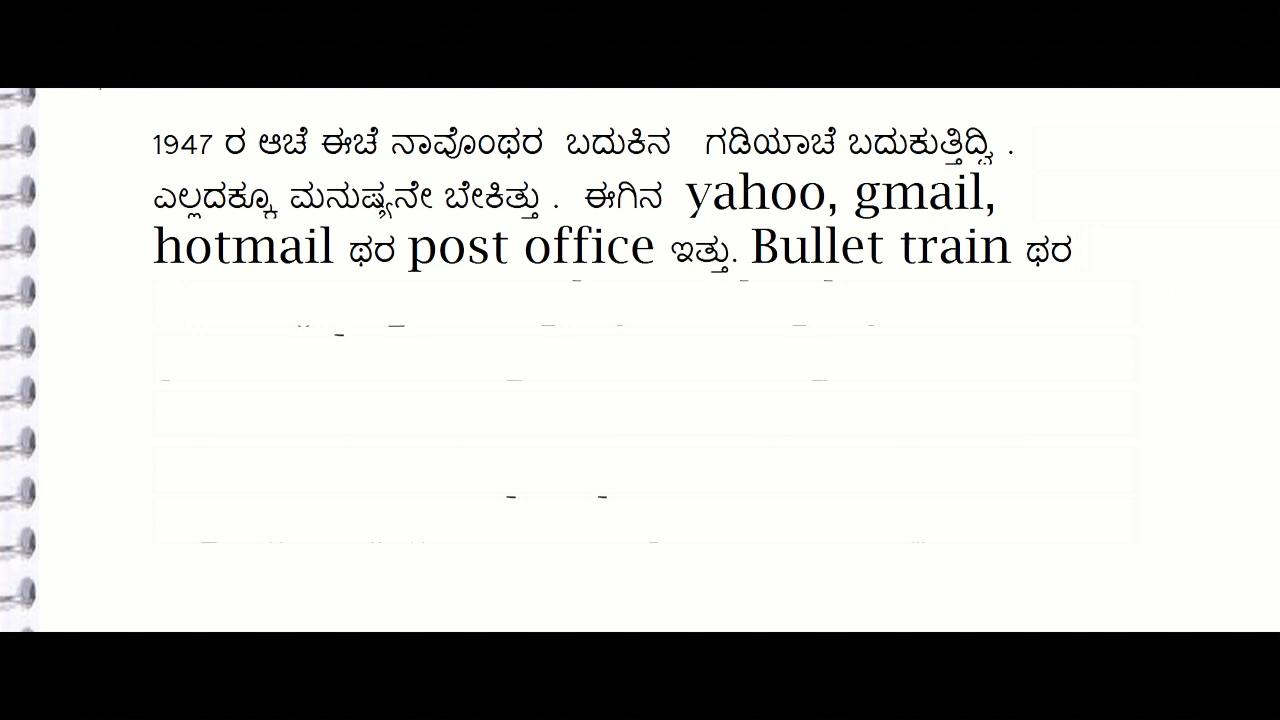 1947 ರ ಆಚೆ ಈಚೆ ನಾವೊಂಥರ ಬದುಕಿನ ಗಡಿಯಾಚೆ ಬದುಕುತ್ತಿದ್ವಿ .
ಎಲ್ಲದಕ್ಕೂ ಮನುಷ್ಯನೇ ಬೇಕಿತ್ತು . ಈಗಿನ yahoo, gmail,
hotmail ಥರ post office ಇತ್ತು. Bullet train ಥರ